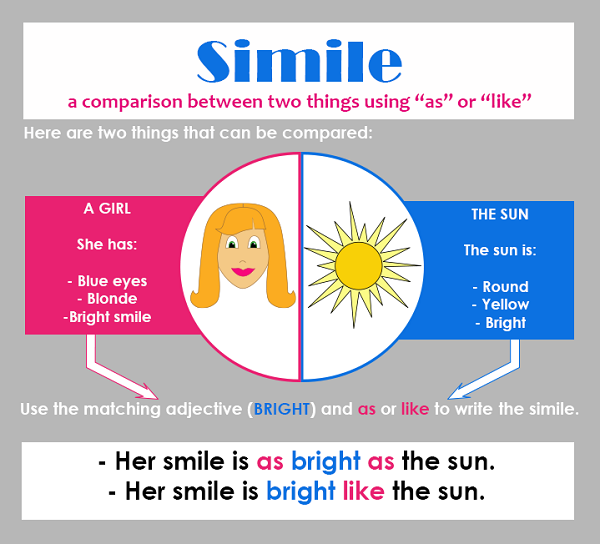 Simile
a comparison between two things using “as” or “like”
Here are two things that can be compared:
A GIRL
She has:
- Blue eyes
- Blonde
-Bright smile
THE SUN
The sun is:
- Round
- Yellow
- Bright
Use the matching adjective (BRIGHT) and as or like to write the simile.
- Her smile is as bright as the sun.
- Her smile is bright like the sun.